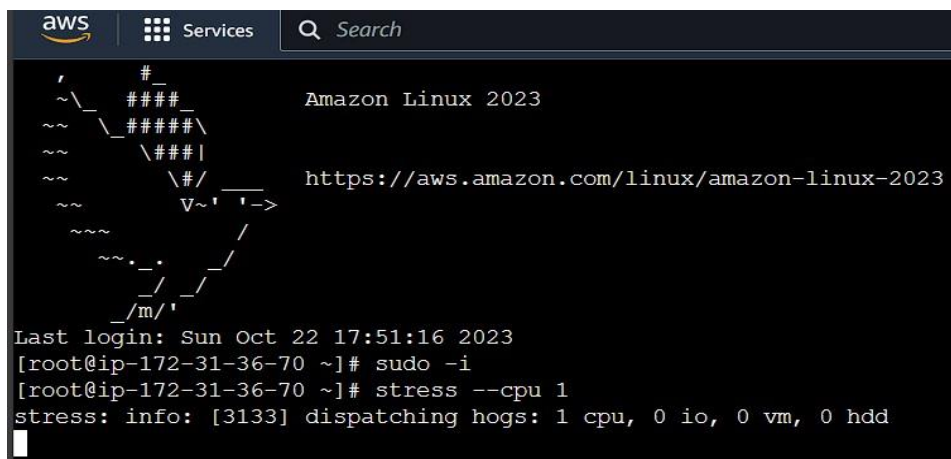 aws Services Search
, #_
~\_ ####_ Amazon Linux 2023
~~ \_#####\
~~ \###|
~~ \#/ ___ https://aws.amazon.com/linux/amazon-linux-2023
~~ V~' '->
~~~ /
~~._. _/
_/ _/
_/m/'
Last login: Sun Oct 22 17:51:16 2023
[root@ip-172-31-36-70 ~]# sudo -i
[root@ip-172-31-36-70 ~]# stress --cpu 1
stress: info: [3133] dispatching hogs: 1 cpu, 0 io, 0 vm, 0 hdd